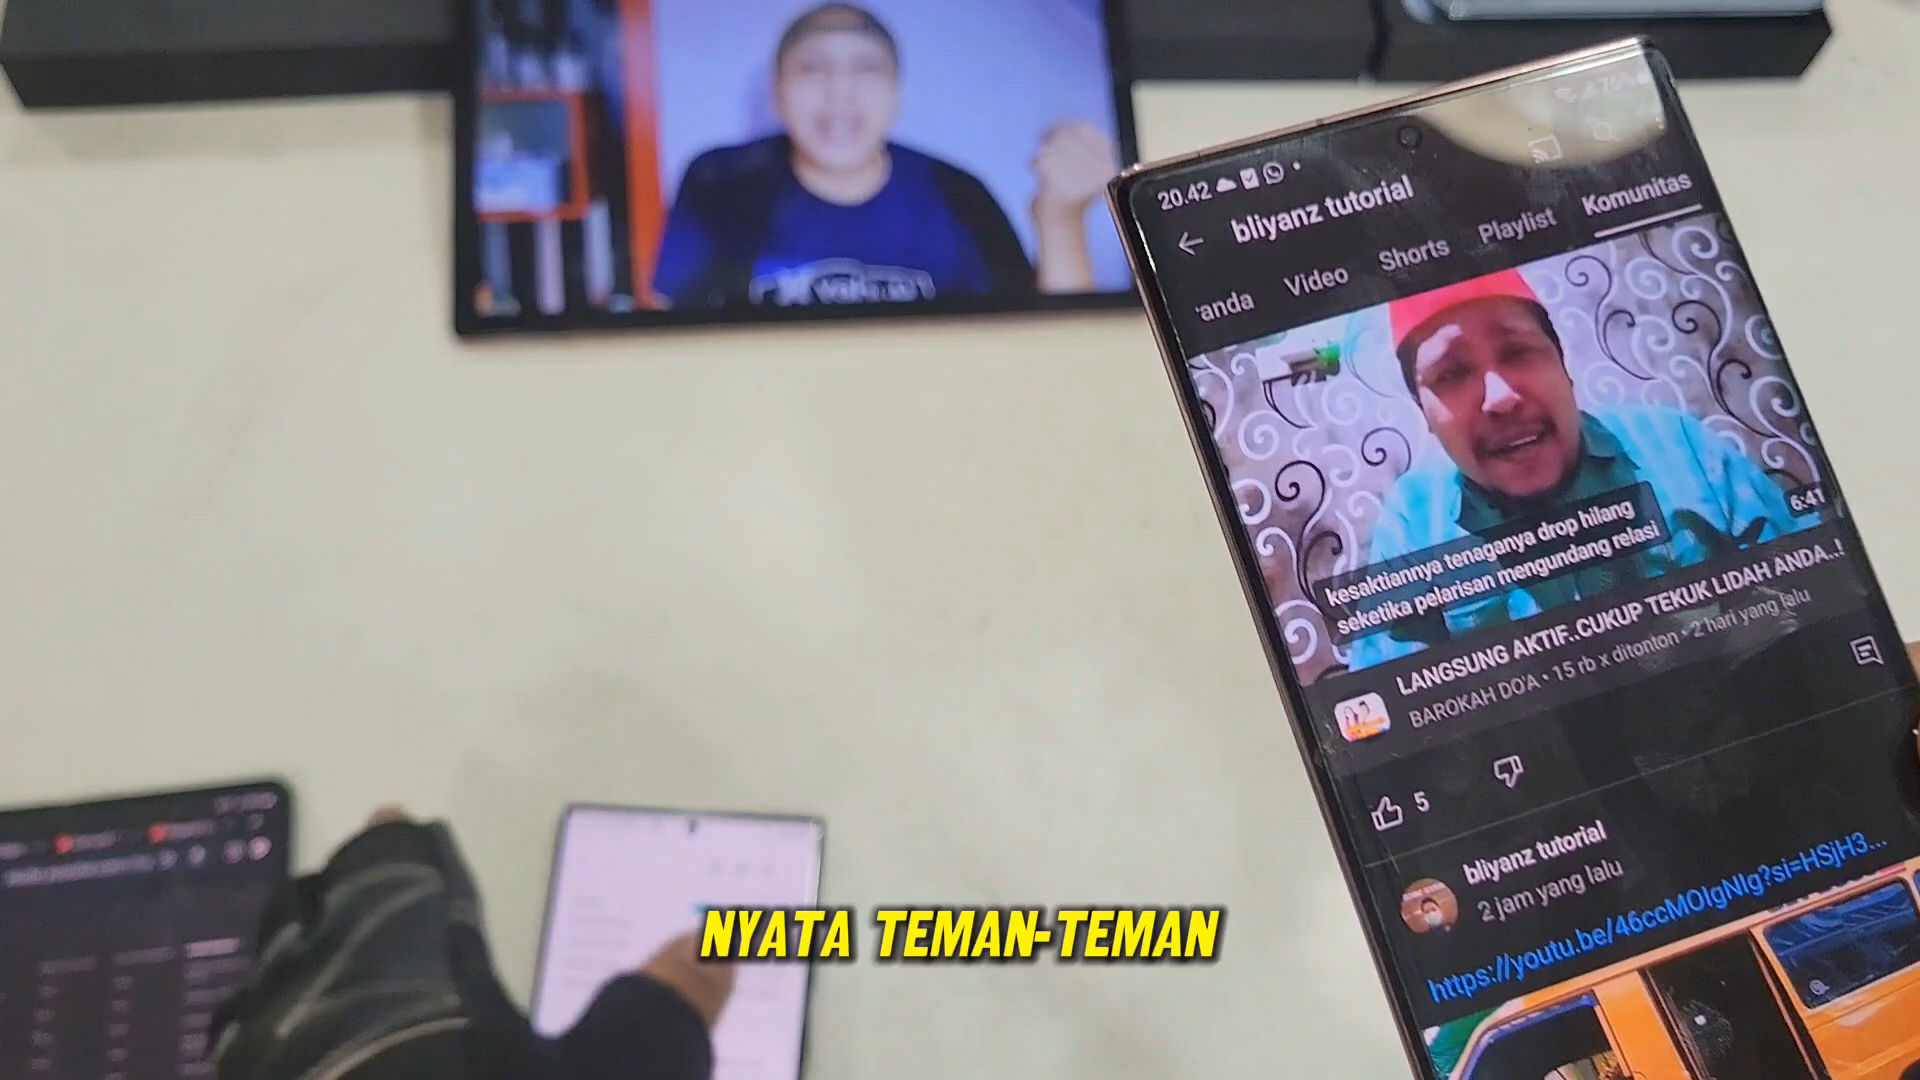 20.42
bliyanz tutorial
anda Video Shorts Playlist Komunitas
kesaktiannya tenaganya drop hilang
seketika pelarisan mengundang relasi
6:41
LANGSUNG AKTIF..CUKUP TEKUK LIDAH ANDA..!
BAROKAH DO'A • 15 rb x ditonton • 2 hari yang lalu
5
bliyanz tutorial
2 jam yang lalu
https://youtu.be/46ccMOIgNIg?si=HSjH3...
NYATA TEMAN-TEMAN